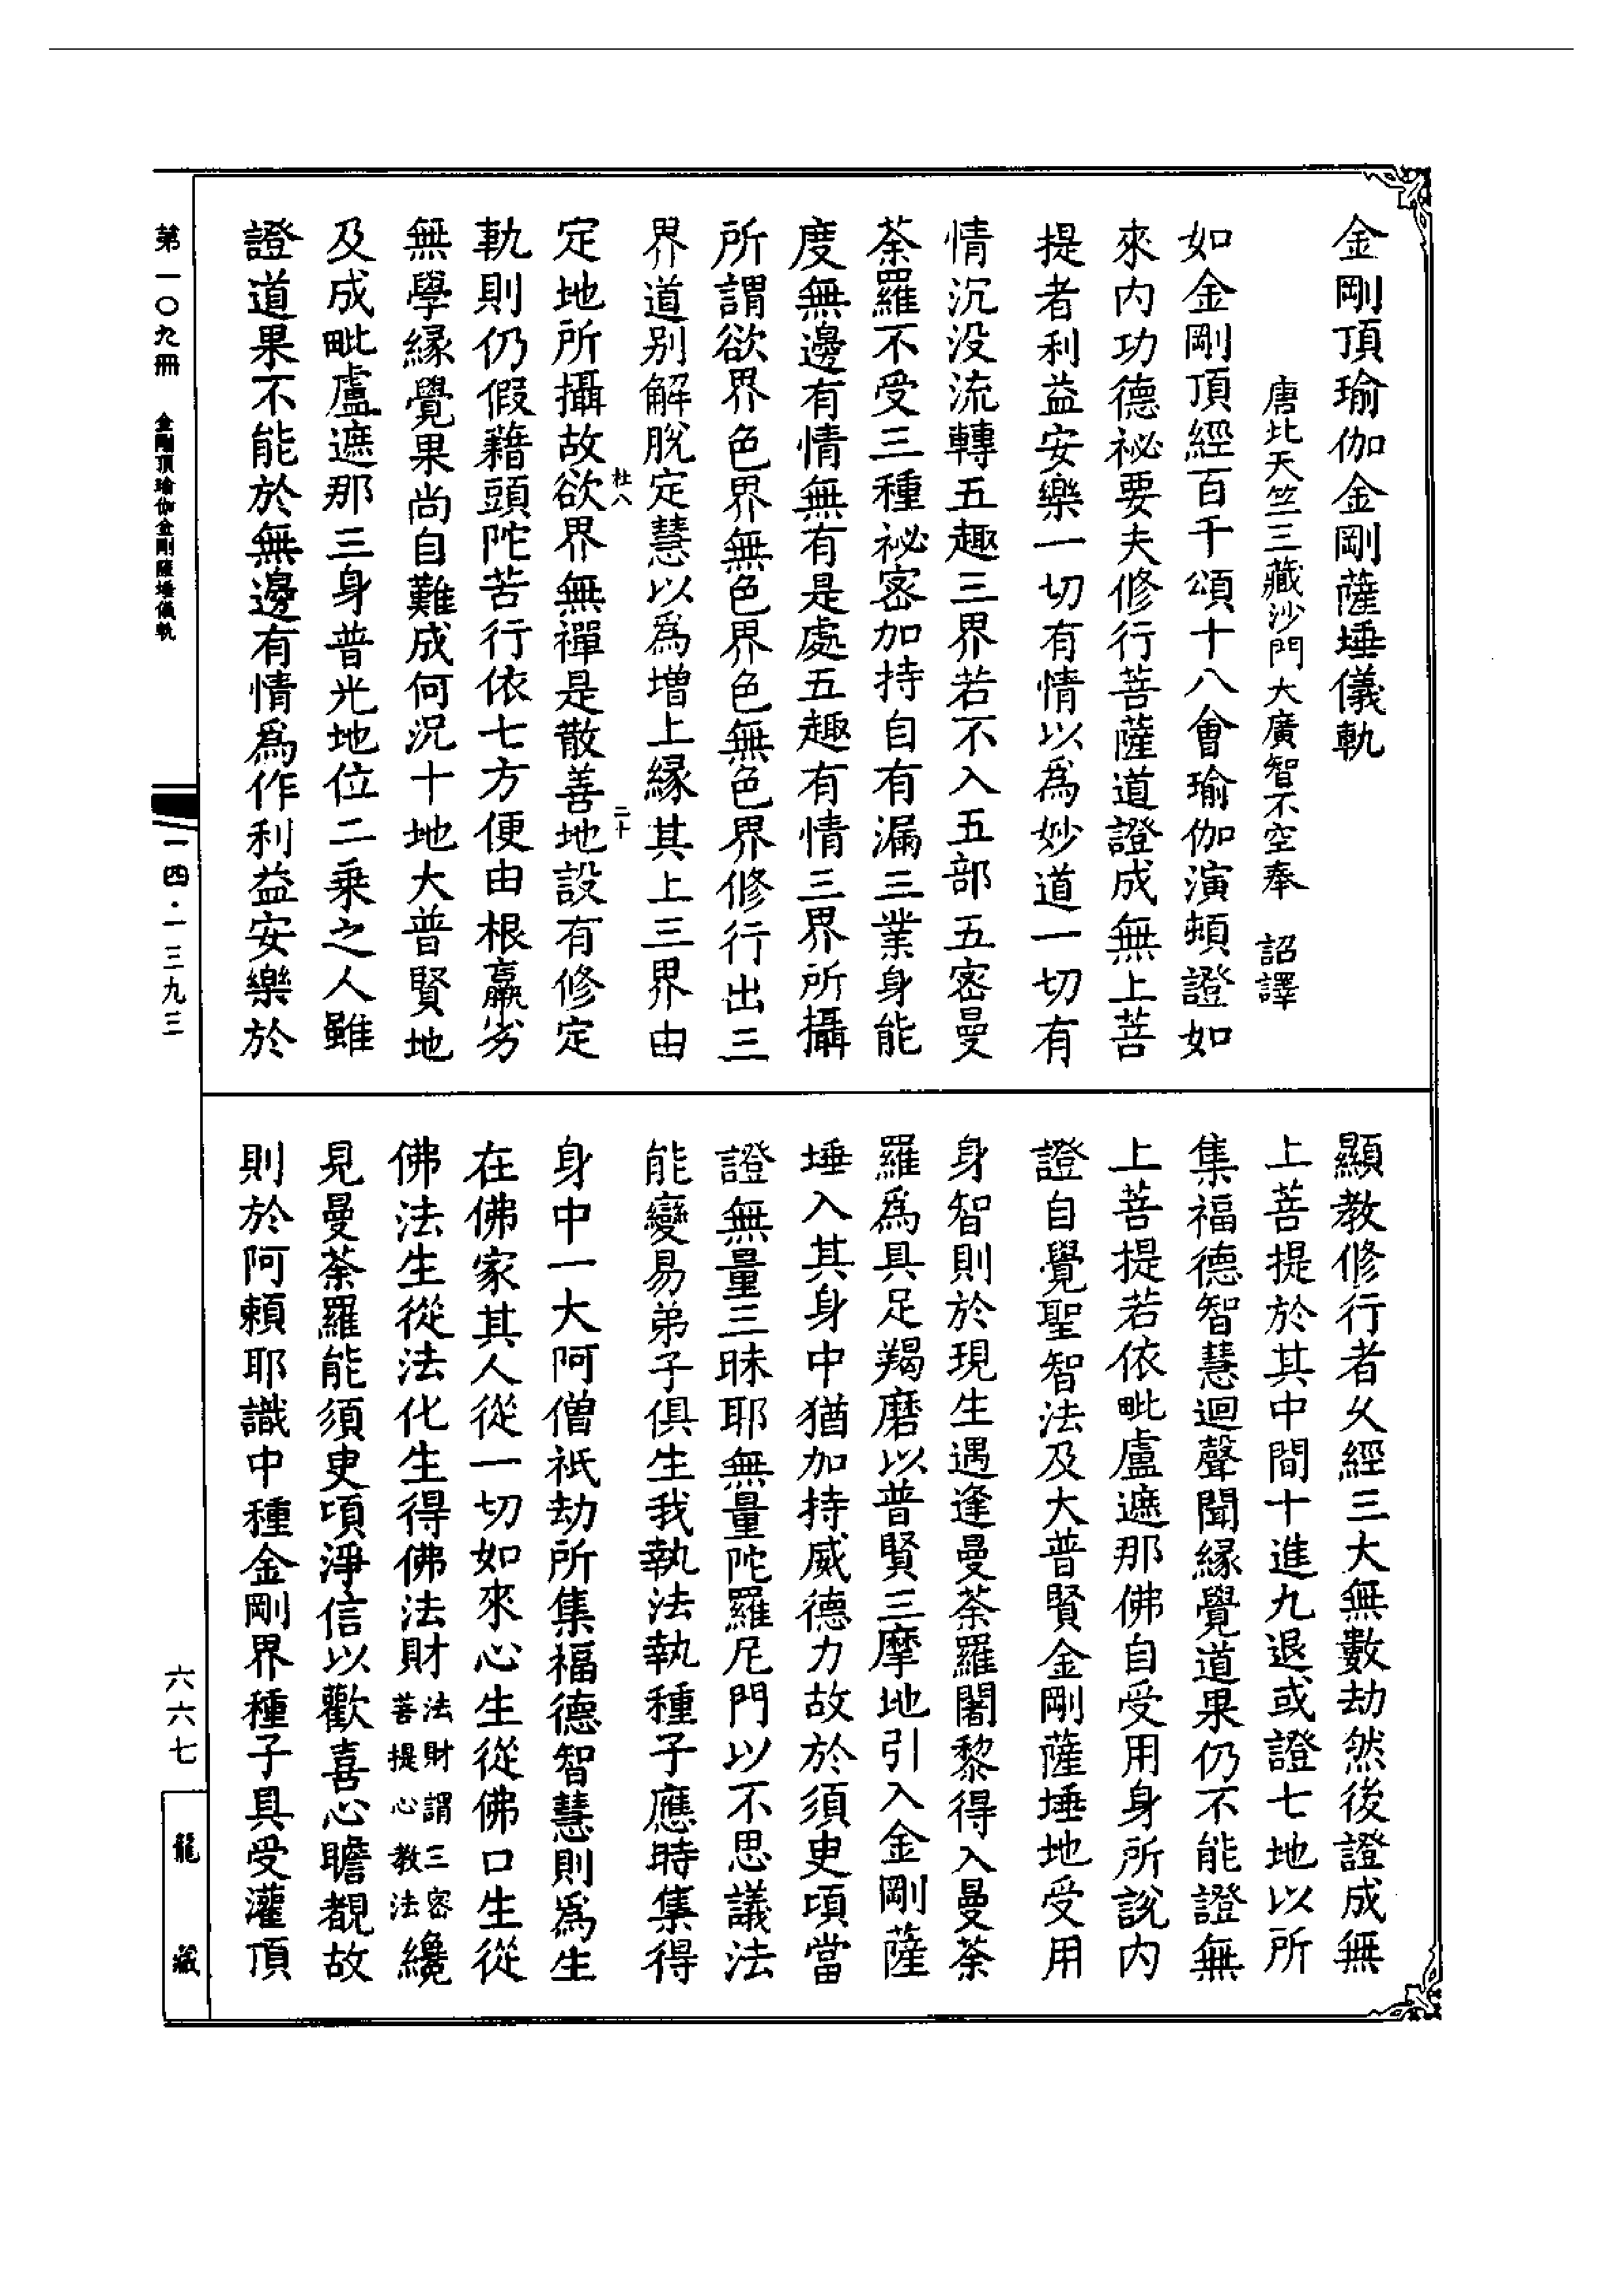 金剛頂瑜伽金剛薩埵儀軌
唐北天竺三藏沙門大廣智不空奉 詔譯
如金剛頂經百千頌十八會瑜伽演頓證如
來内功德祕要夫修行菩薩道證成無上菩
提者利益安樂一切有情以爲妙道一切有
情沉没流轉五趣三界若不入五部五密曼
荼羅不受三種祕密加持自有漏三業身能
度無邊有情無有是處五趣有情三界所攝
所謂欲界色界無色界色無色界修行出三
界道别解脫定慧以爲增上緣其上三界由
杜八 二十
定地所攝故欲界無禪是散善地設有修定
軌則仍假藉頭陀苦行依七方便由根羸劣
無學緣覺果尚自難成何況十地大普賢地
及成毗盧遮那三身普光地位二乘之人雖
證道果不能於無邊有情爲作利益安樂於
顯教修行者久經三大無數劫然後證成無
上菩提於其中間十進九退或證七地以所
集福德智慧迴聲聞緣覺道果仍不能證無
上菩提若依毗盧遮那佛自受用身所說内
證自覺聖智法及大普賢金剛薩埵地受用
身智則於現生遇逢曼荼羅闍黎得入曼荼
羅爲具足羯磨以普賢三摩地引入金剛薩
埵入其身中猶加持威德力故於須臾頃當
證無量三昧耶無量陀羅尼門以不思議法
能變易弟子俱生我執法執種子應時集得
身中一大阿僧祇劫所集福德智慧則爲生
在佛家其人從一切如來心生從佛口生從
佛法生從法化生得佛法財法財謂三密菩提心教法纔
見曼荼羅能須臾頃淨信以歡喜心瞻覩故
則於阿賴耶識中種金剛界種子具受灌頂
第一〇九冊 金剛頂瑜伽金剛薩埵儀軌
一四·一三九三
六六七
龍藏